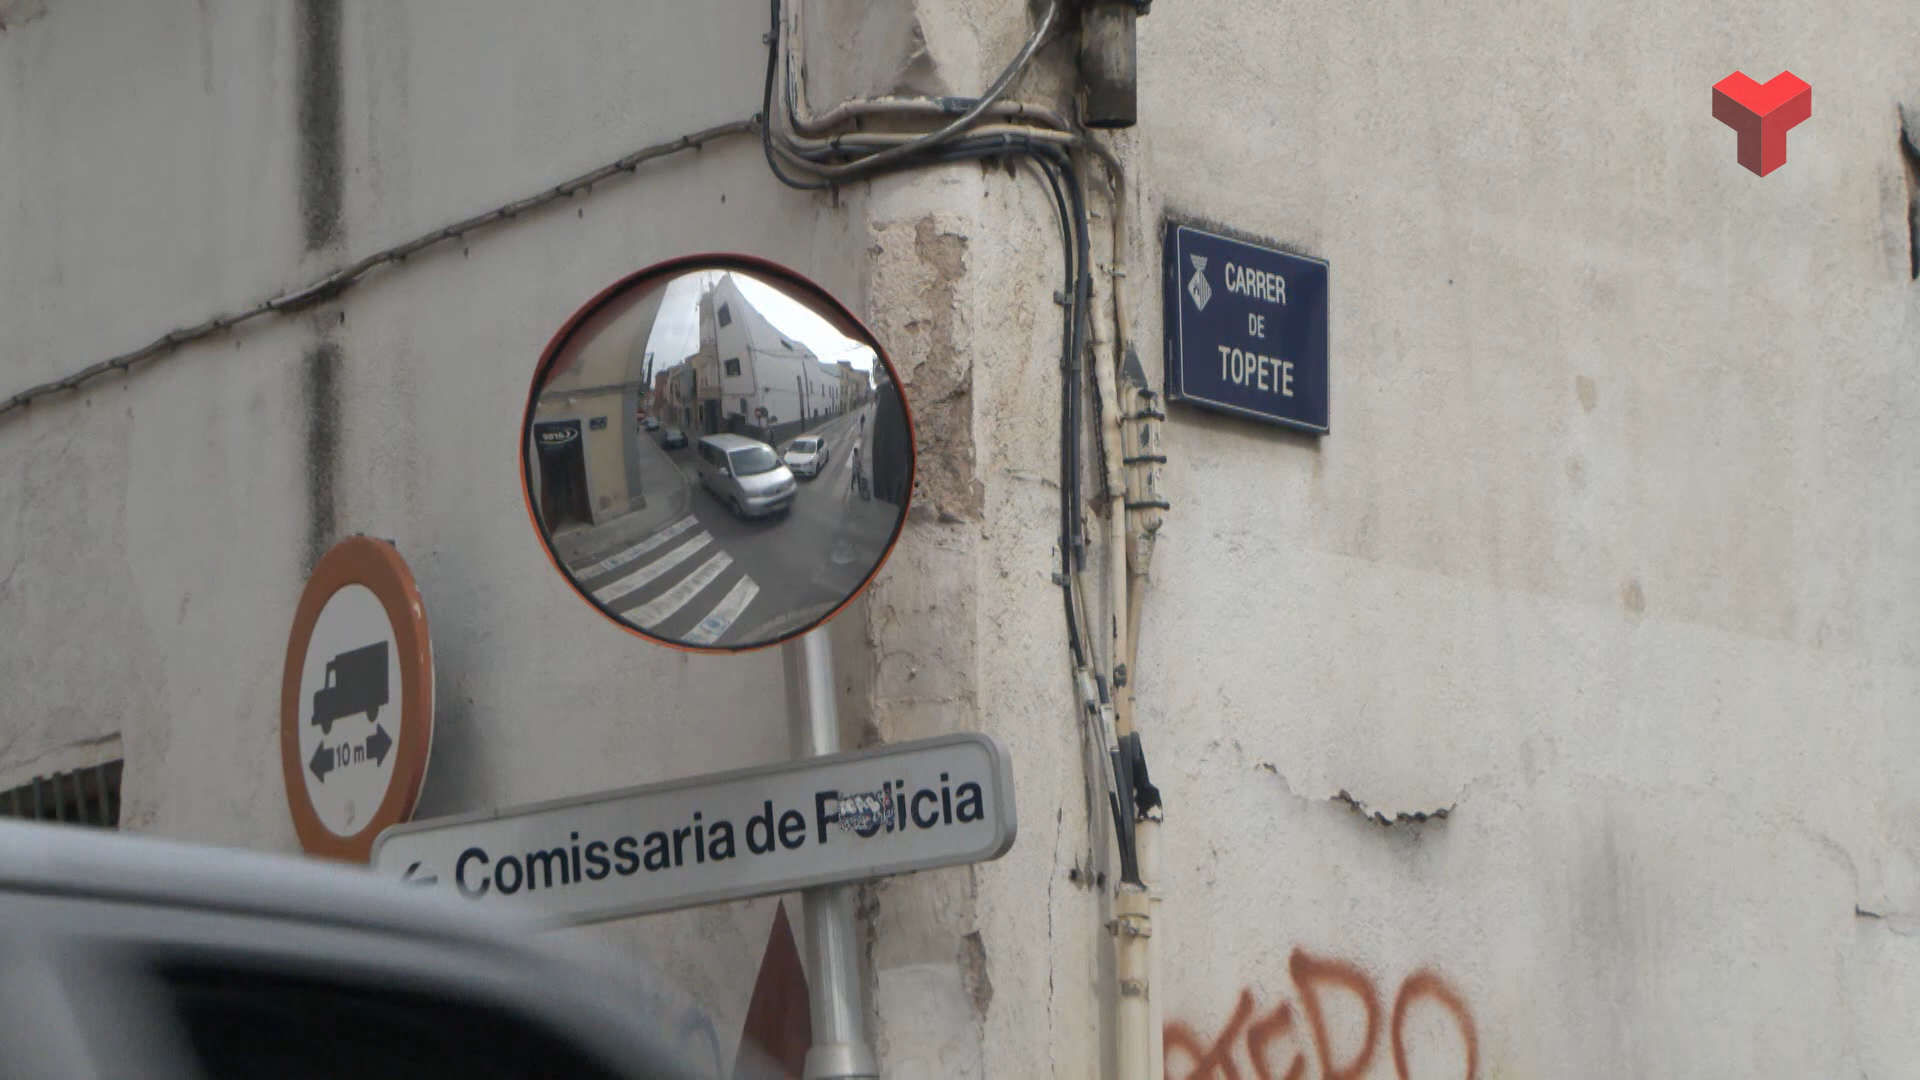 CARRER
DE
TOPETE
10 m
← Comissaria de Policia